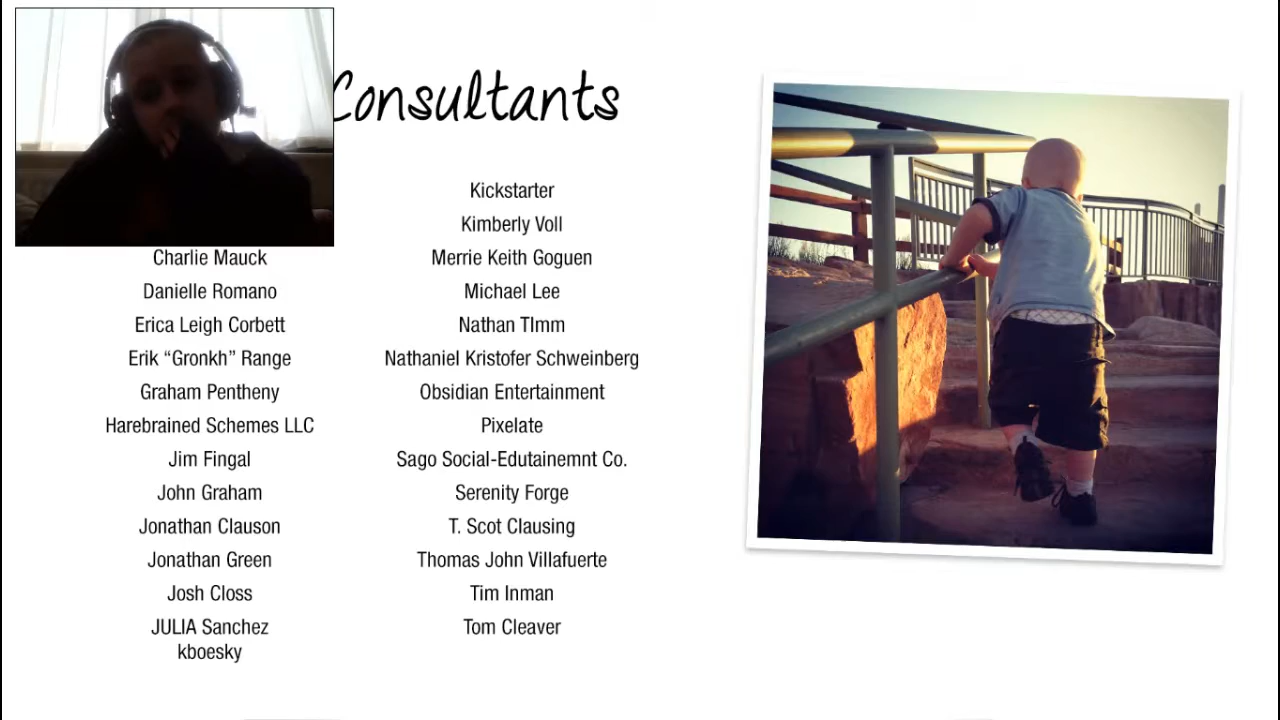 Consultants
Charlie Mauck
Danielle Romano
Erica Leigh Corbett
Erik “Gronkh” Range
Graham Pentheny
Harebrained Schemes LLC
Jim Fingal
John Graham
Jonathan Clauson
Jonathan Green
Josh Closs
JULIA Sanchez
kboesky
Kickstarter
Kimberly Voll
Merrie Keith Goguen
Michael Lee
Nathan TImm
Nathaniel Kristofer Schweinberg
Obsidian Entertainment
Pixelate
Sago Social-Edutainemnt Co.
Serenity Forge
T. Scot Clausing
Thomas John Villafuerte
Tim Inman
Tom Cleaver